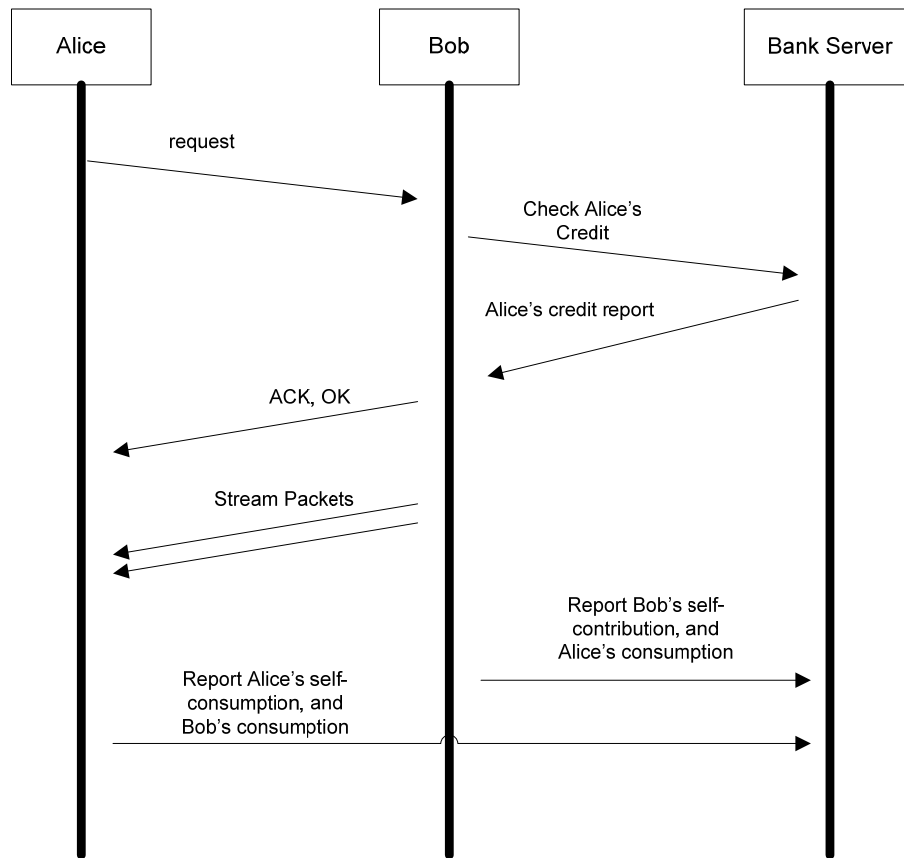 Alice
Bob
Bank Server
request
Check Alice's
Credit
Alice's credit report
ACK, OK
Stream Packets
Report Bob's self-
contribution, and
Alice's consumption
Report Alice's self-
consumption, and
Bob's consumption